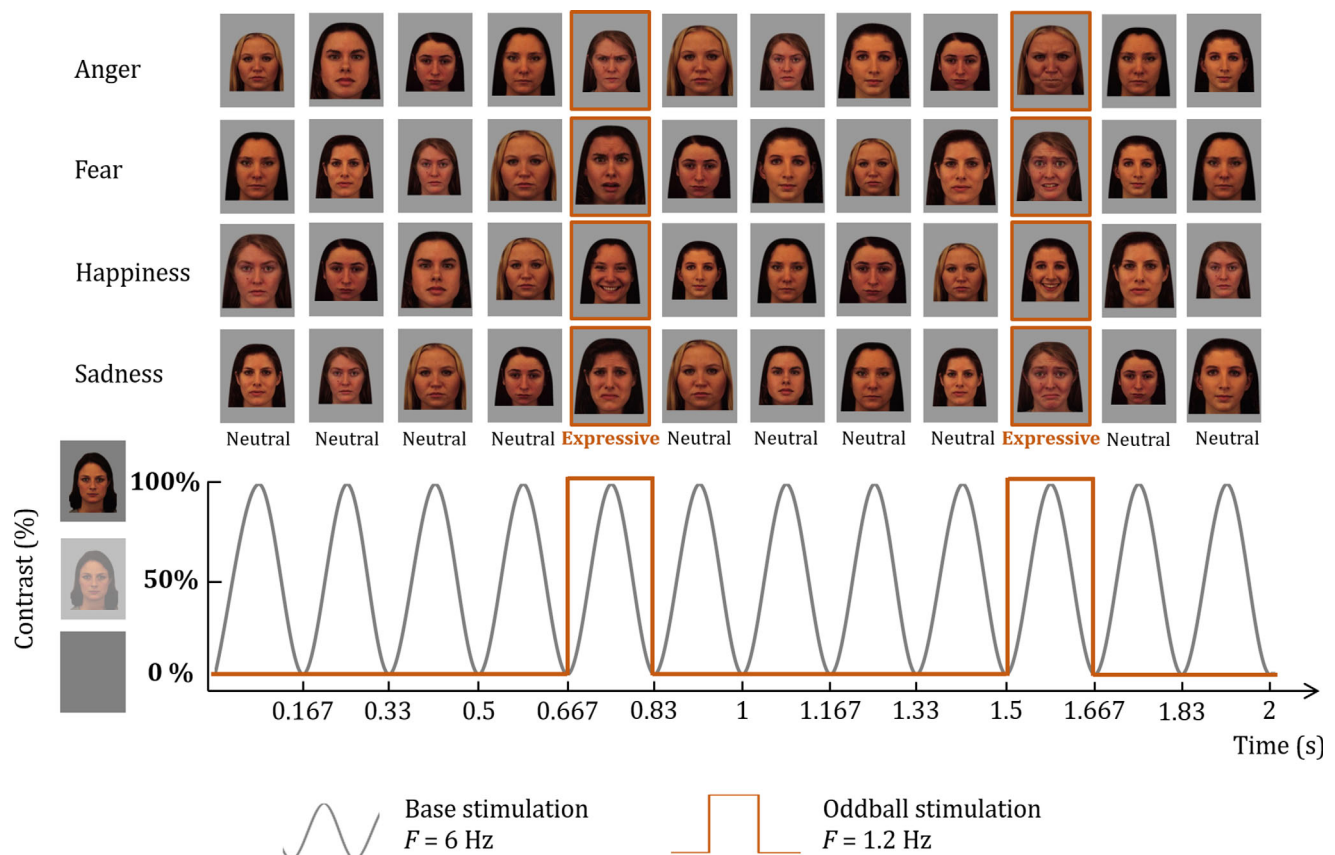 Anger
Fear
Happiness
Sadness
Neutral Neutral Neutral Neutral Expressive Neutral Neutral Neutral Neutral Expressive Neutral Neutral
Contrast (%)
100%
50%
0 %
0.167 0.33 0.5 0.667 0.83 1 1.167 1.33 1.5 1.667 1.83 2
Time (s)
Base stimulation
F = 6 Hz
Oddball stimulation
F = 1.2 Hz